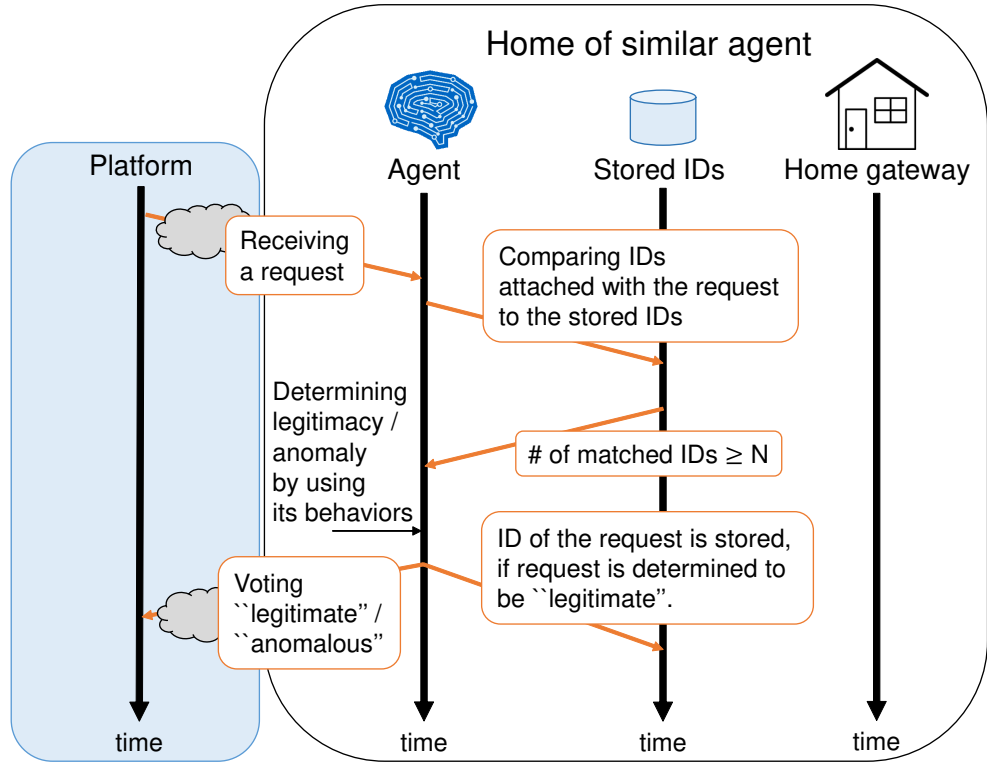 Home of similar agent
Platform
Agent
Stored IDs
Home gateway
Receiving
a request
Comparing IDs
attached with the request
to the stored IDs
Determining
legitimacy /
anomaly
by using
its behaviors
# of matched IDs ≥ N
ID of the request is stored,
if request is determined to
be ``legitimate”.
Voting
``legitimate” /
``anomalous”
time
time
time
time